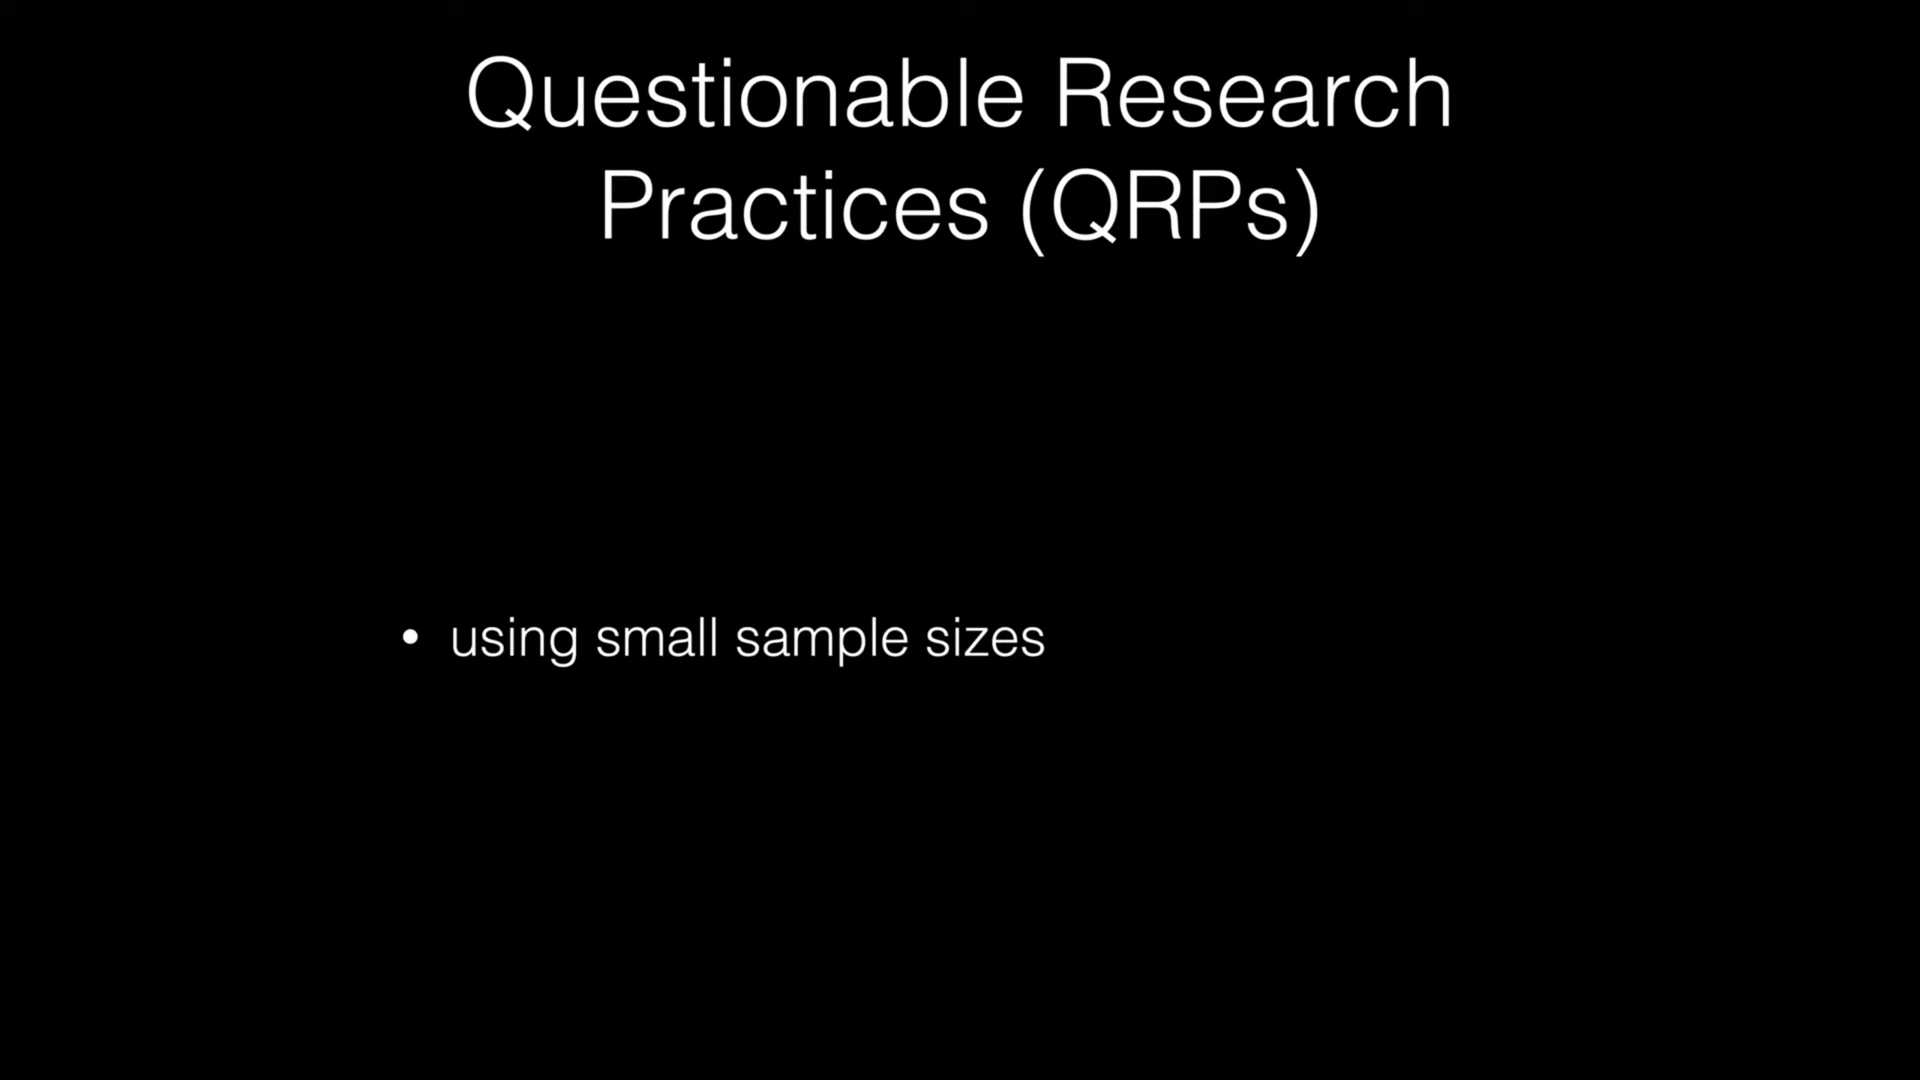 Questionable Research
Practices (QRPs)
• using small sample sizes